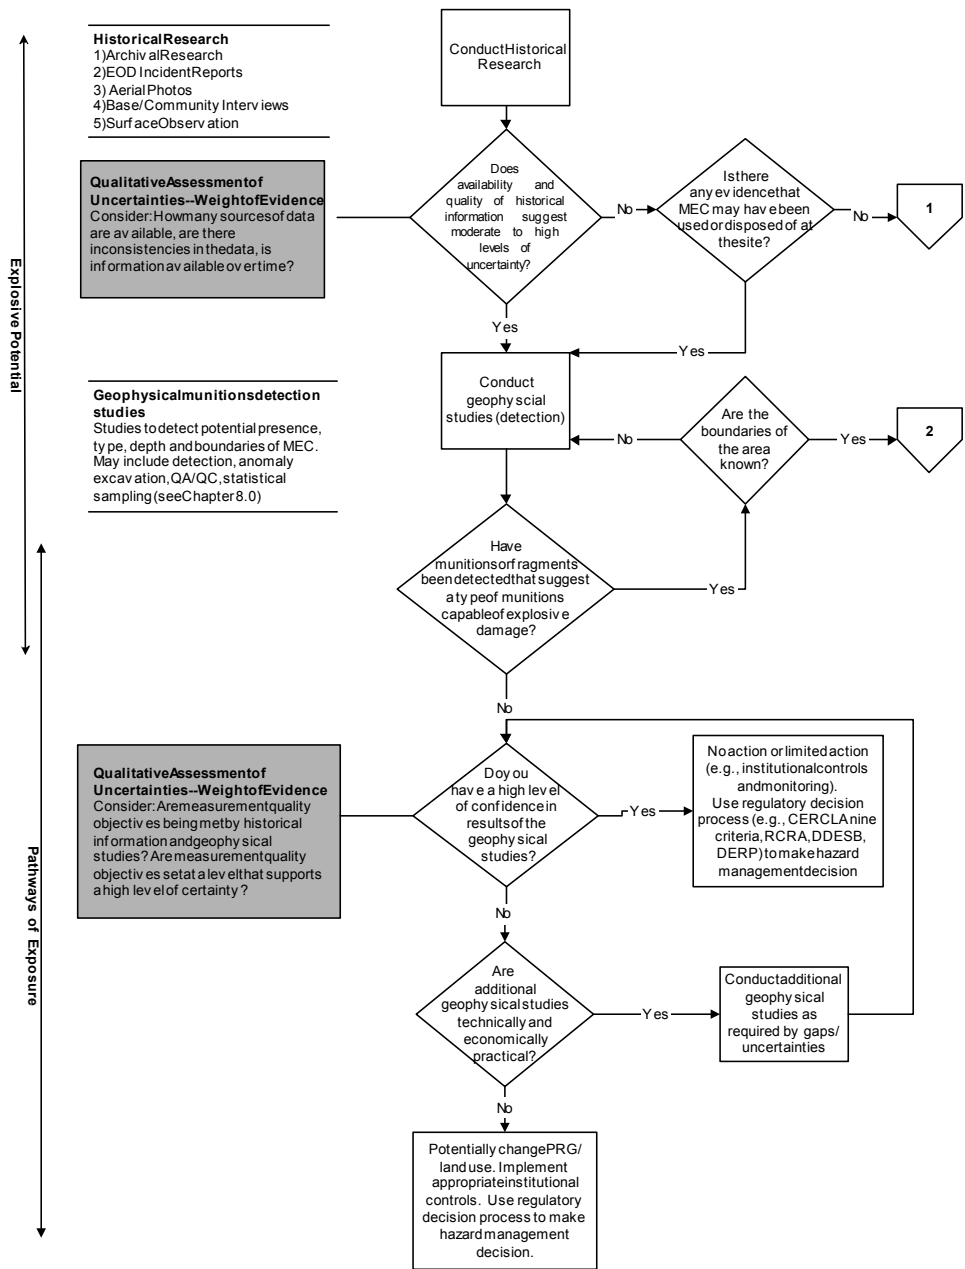 Historical Research
1)Archival Research
2)EOD Incident Reports
3) Aerial Photos
4)Base/Community Interviews
5)Surface Observation
Conduct Historical
Research
Qualitative Assessment of
Uncertainties--Weight of Evidence
Consider: How many sources of data
are available, are there
inconsistencies in the data, is
information available over time?
Does
availability and
quality of historical
information suggest
moderate to high
levels of
uncertainty?
No
Is there
any evidence that
MEC may have been
used or disposed of at
the site?
No
1
Yes
Yes
Explosive Potential
Geophysical munitions detection
studies
Studies to detect potential presence,
type, depth and boundaries of MEC.
May include detection, anomaly
excavation, QA/QC, statistical
sampling (see Chapter 8.0)
Conduct
geophyscial
studies (detection)
No
Are the
boundaries of
the area
known?
Yes
2
Have
munitions or fragments
been detected that suggest
a type of munitions
capable of explosive
damage?
Yes
No
Pathways of Exposure
Qualitative Assessment of
Uncertainties--Weight of Evidence
Consider: Are measurement quality
objectives being met by historical
information and geophysical
studies? Are measurement quality
objectives set at a level that supports
a high level of certainty?
Do you
have a high level
of confidence in
results of the
geophysical studies?
Yes
No action or limited action
(e.g., institutional controls
and monitoring).
Use regulatory decision
process (e.g., CERCLA nine
criteria, RCRA, DDESB,
DERP) to make hazard
management decision
No
Are
additional
geophysical studies
technically and
economically
practical?
Yes
Conduct additional
geophysical
studies as
required by gaps/
uncertainties
No
Potentially change PRG/
land use. Implement
appropriate institutional
controls. Use regulatory
decision process to make
hazard management
decision.